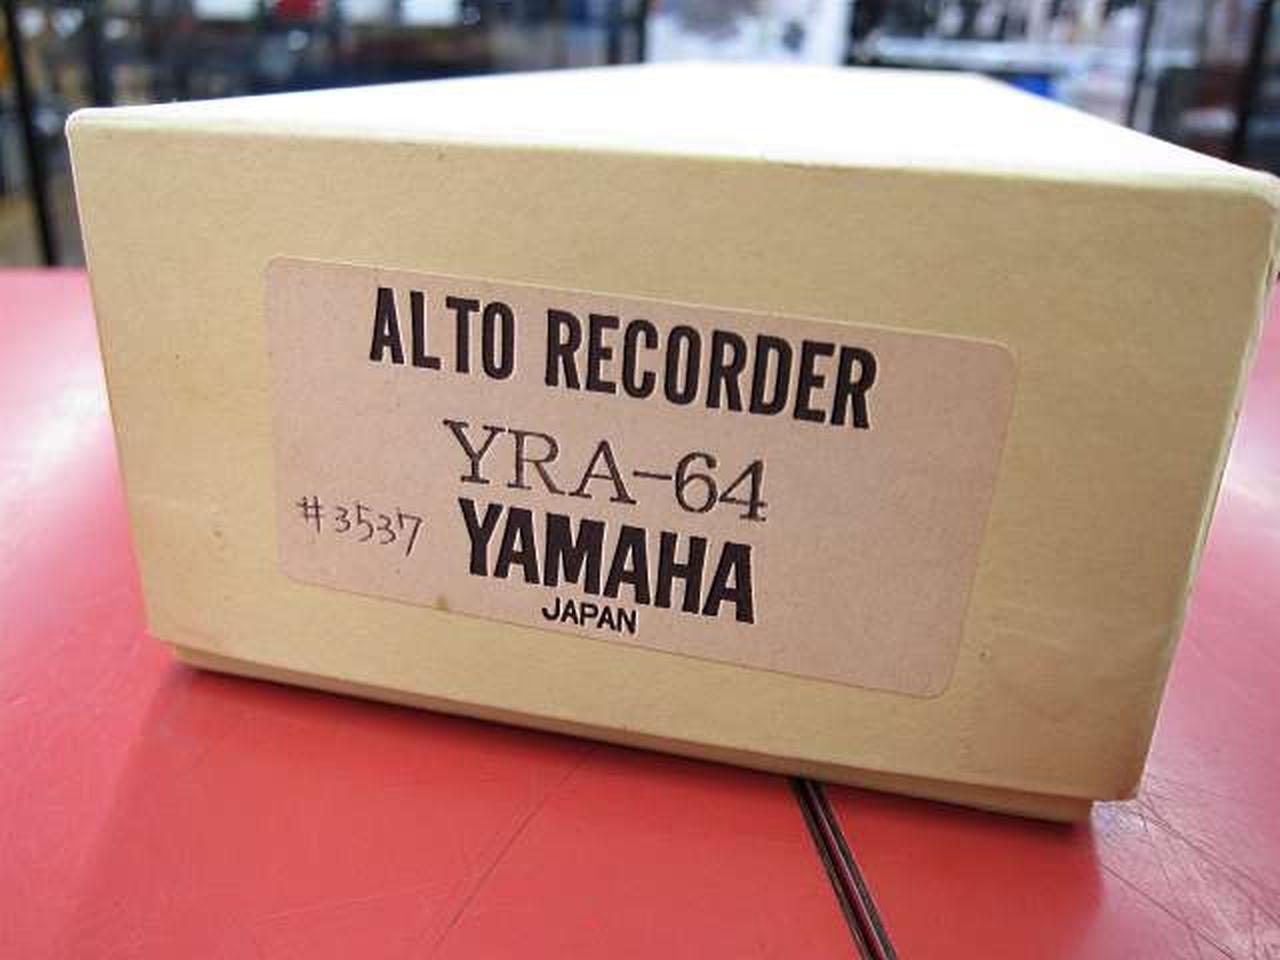 ALTO RECORDER
YRA-64
#3537
YAMAHA
JAPAN